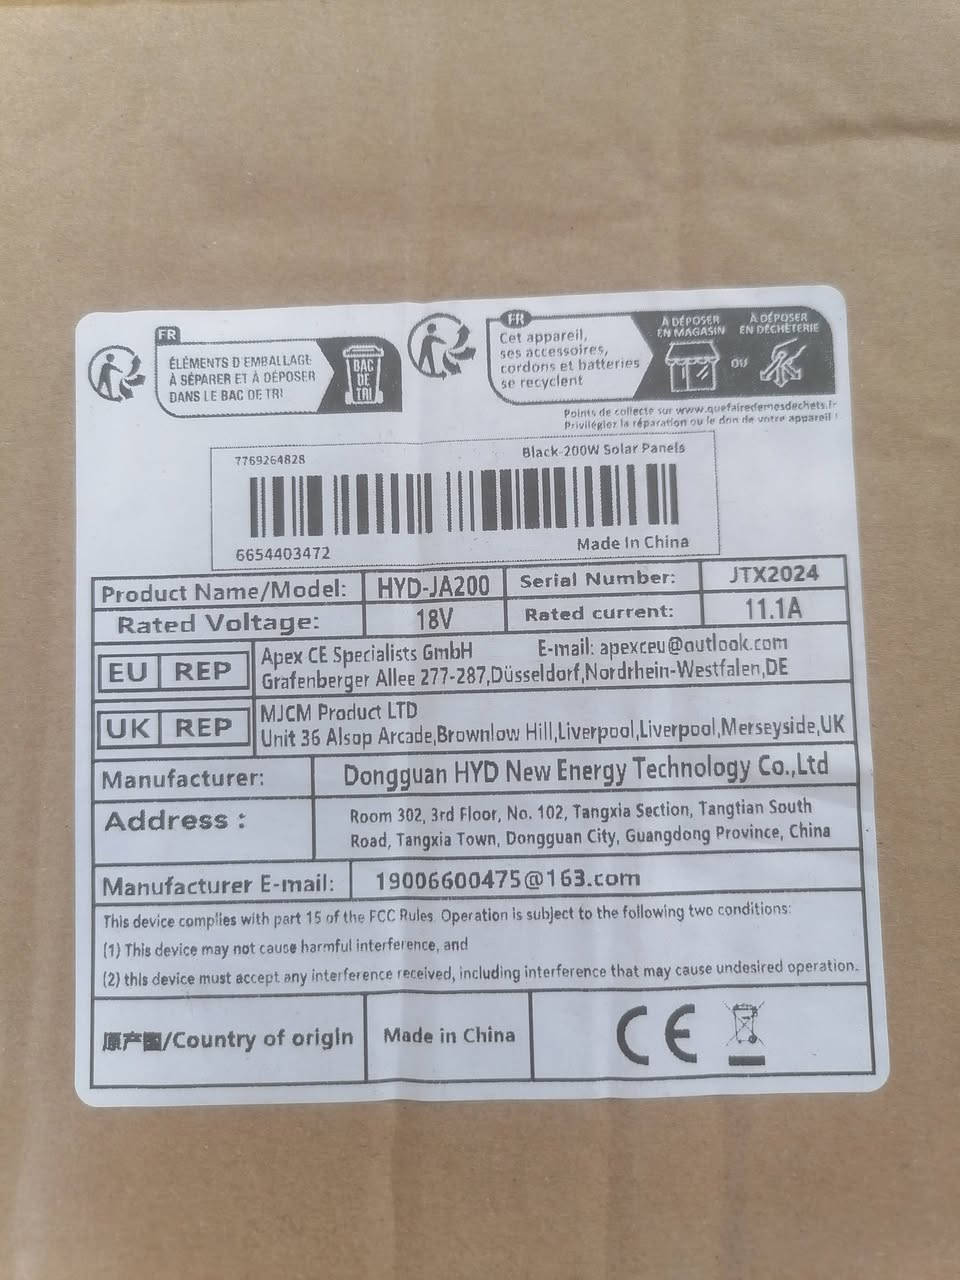 FR
ÉLÉMENTS D'EMBALLAGE
À SÉPARER ET À DÉPOSER
DANS LE BAC DE TRI
BAC
DE
TRI
FR
Cet appareil,
ses accessoires,
cordons et batteries
se recyclent
À DÉPOSER
EN MAGASIN
OU
À DÉPOSER
EN DÉCHÈTERIE
Points de collecte sur www.quefairedemesdechets.fr
Privilégiez la réparation ou le don de votre appareil !
7769264828
Black-200W Solar Panels
6654403472
Made In China
Product Name/Model: HYD-JA200 Serial Number: JTX2024
Rated Voltage: 18V Rated current: 11.1A
EU REP
Apex CE Specialists GmbH E-mail: apexceu@outlook.com
Grafenberger Allee 277-287,Düsseldorf,Nordrhein-Westfalen,DE
UK REP
MJCM Product LTD
Unit 36 Alsop Arcade,Brownlow Hill,Liverpool,Liverpool,Merseyside,UK
Manufacturer: Dongguan HYD New Energy Technology Co.,Ltd
Address :
Room 302, 3rd Floor, No. 102, Tangxia Section, Tangtian South
Road, Tangxia Town, Dongguan City, Guangdong Province, China
Manufacturer E-mail: 19006600475@163.com
This device complies with part 15 of the FCC Rules. Operation is subject to the following two conditions:
(1) This device may not cause harmful interference, and
(2) this device must accept any interference received, including interference that may cause undesired operation.
原产国/Country of origin Made in China CE